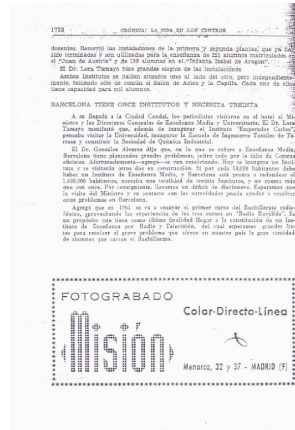 1738 CRÓNICA: LA VIDA EN LOS CENTROS
docentes. Recorrió las instalaciones de la primera y segunda plantas, que ya
sido terminadas y son utilizadas para la enseñanza de 221 alumnos matriculados
el "Juan de Austria" y de 150 alumnas en el "Infanta Isabel de Aragón".
El Dr. Lora Tamayo hizo grandes elogios de las instalaciones.
Ambos Institutos se hallan situados uno al lado del otro, pero independiente-
mente, teniendo sólo de común el Salón de Actos y la Capilla. Cada uno de ellos
tiene capacidad para mil alumnos.
BARCELONA TIENE ONCE INSTITUTOS Y NECESITA TREINTA
A su llegada a la Ciudad Condal, los periodistas visitaron en el hotel al Mi-
nistro y los Directores Generales de Enseñanza Media y Universitaria. El Dr. Lora
Tamayo manifestó que, además de inaugurar el Instituto "Emperador Carlos",
pensaba visitar la Universidad, inaugurar la Escuela de Ingenieros Textiles de Ta-
rrasa y constituir la Sociedad de Química Industrial.
El Dr. González Alvarez dijo que, en lo que se refiere a Enseñanza Media,
Barcelona tiene planteados grandes problemas, sobre todo por la falta de Centros
oficiales. Afortunadamente—agregó—se van resolviendo. Hoy se inaugura un Insti-
tuto y se visitarán otros dos en construcción. Si por cada 50.000 habitantes debe
haber un Instituto de Enseñanza Media, y Barcelona está pronta a redondear el
1.600.000 habitantes, necesita una totalidad de treinta Institutos, y no cuenta más
que con once. Por consiguiente, llevamos un déficit de diecinueve. Esperamos que
la visita del Ministro y su contacto con las autoridades pueda ayudar a resolver
estos problemas en Barcelona.
Agregó que en 1963 se va a ensayar el primer curso del Bachillerato radio-
fónico, aprovechando las experiencias de los tres cursos en "Radio Reválida". Es
un propósito que tiene como última finalidad llegar a la constitución de un Ins-
tituto de Enseñanza por Radio y Televisión, del cual esperamos grandes fru-
tos para resolver el grave problema que ofrece en nuestro país la gran cantidad
de alumnos que cursan el Bachillerato.
FOTOGRABADO
Color-Directo-Línea
Misión
Menorca, 32 y 37 - MADRID (9)